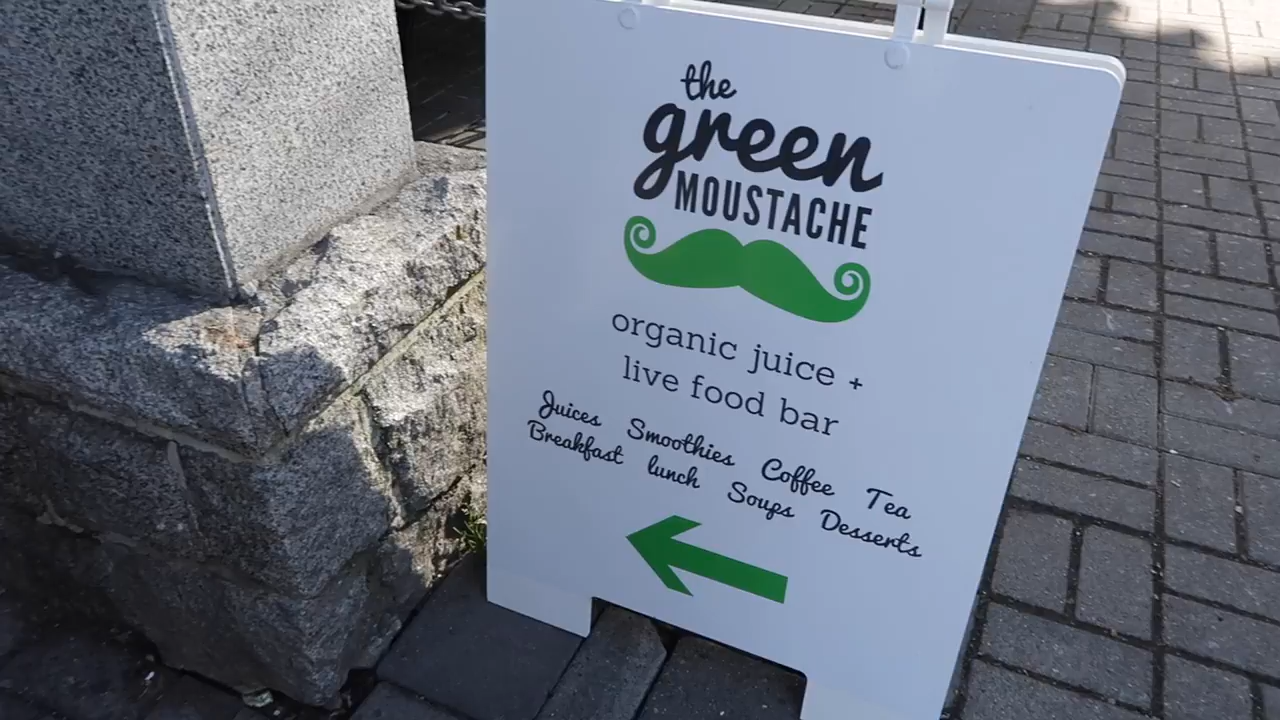 the
green
MOUSTACHE
organic juice +
live food bar
Juices Smoothies Coffee Tea
Breakfast lunch Soups Desserts